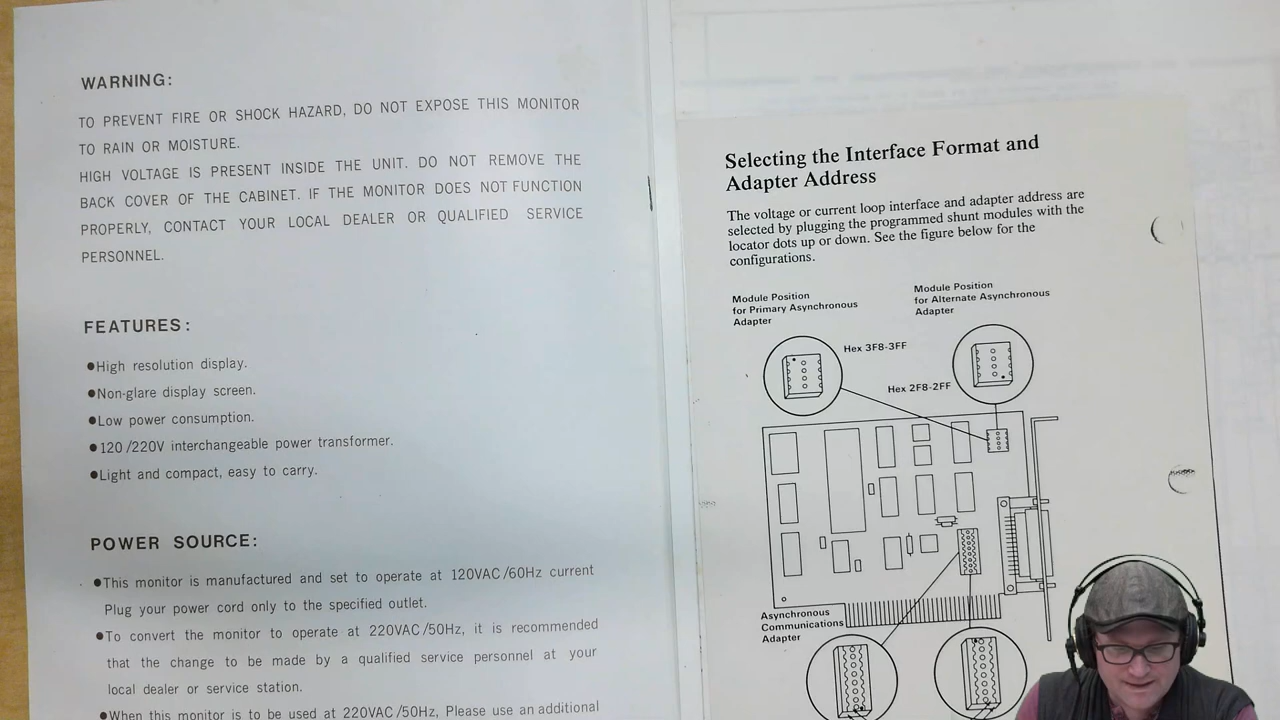 WARNING:
TO PREVENT FIRE OR SHOCK HAZARD, DO NOT EXPOSE THIS MONITOR
TO RAIN OR MOISTURE.
HIGH VOLTAGE IS PRESENT INSIDE THE UNIT. DO NOT REMOVE THE
BACK COVER OF THE CABINET. IF THE MONITOR DOES NOT FUNCTION
PROPERLY, CONTACT YOUR LOCAL DEALER OR QUALIFIED SERVICE
PERSONNEL.
FEATURES:
●High resolution display.
●Non-glare display screen.
●Low power consumption.
●120/220V interchangeable power transformer.
●Light and compact, easy to carry.
POWER SOURCE:
●This monitor is manufactured and set to operate at 120VAC/60Hz current
Plug your power cord only to the specified outlet.
●To convert the monitor to operate at 220VAC/50Hz, it is recommended
that the change to be made by a qualified service personnel at your
local dealer or service station.
●When this monitor is to be used at 220VAC/50Hz, Please use an additional
Selecting the Interface Format and
Adapter Address
The voltage or current loop interface and adapter address are
selected by plugging the programmed shunt modules with the
locator dots up or down. See the figure below for the
configurations.
Module Position
for Primary Asynchronous
Adapter
Module Position
for Alternate Asynchronous
Adapter
Hex 3F8-3FF
Hex 2F8-2FF
Asynchronous
Communications
Adapter